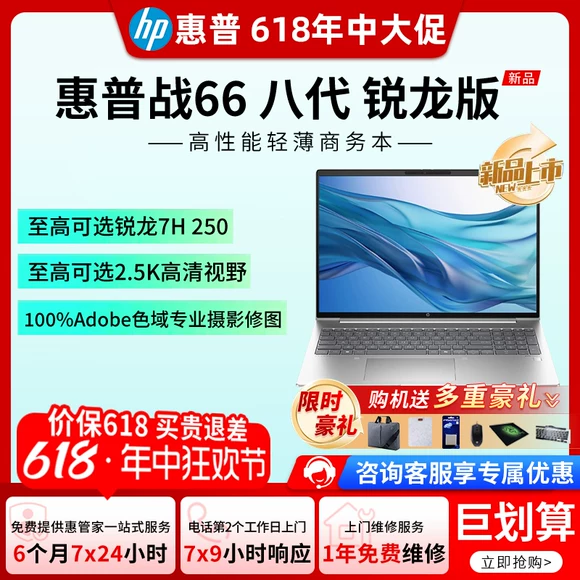 hp 惠普 618年中大促
惠普战66 八代 锐龙版
新品
高性能轻薄商务本
新品上市
NEW
至高可选锐龙7H 250
至高可选2.5K高清视野
100%Adobe色域专业摄影修图
限时
豪礼
购机送 多重豪礼
价保618 买贵退差
618·年中狂欢节
咨询客服享专属优惠
免费提供惠管家一站式服务
6个月7x24小时
电话第2个工作日上门
7x9小时响应
上门维修服务
1年免费维修
巨划算
立即抢购>